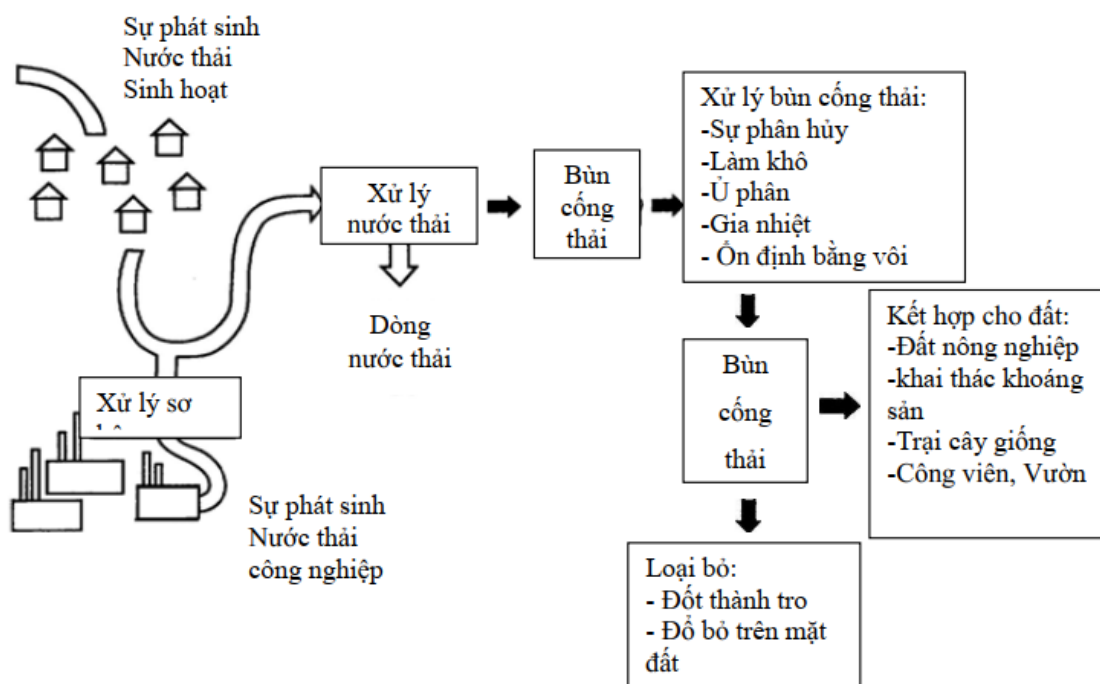 Sự phát sinh
Nước thải
Sinh hoạt
Xử lý
nước thải
Bùn
cống
thải
Xử lý bùn cống thải:
-Sự phân hủy
-Làm khô
-Ủ phân
-Gia nhiệt
- Ổn định bằng vôi
Dòng
nước thải
Bùn
cống
thải
Kết hợp cho đất:
-Đất nông nghiệp
-khai thác khoáng
sản
-Trại cây giống
-Công viên, Vườn
Xử lý sơ
Sự phát sinh
Nước thải
công nghiệp
Loại bỏ:
- Đốt thành tro
- Đổ bỏ trên mặt
đất